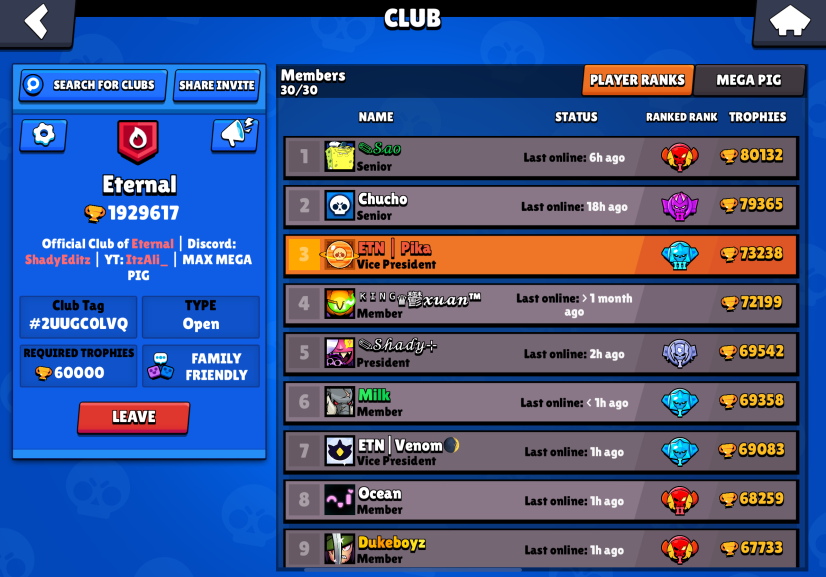 CLUB
SEARCH FOR CLUBS
SHARE INVITE
Eternal
1929617
Official Club of Eternal | Discord:
ShadyEditz | YT: ItzAli_ | MAX MEGA
PIG
Club Tag
#2UUGC0LVQ
TYPE
Open
REQUIRED TROPHIES
60000
FAMILY
FRIENDLY
LEAVE
Members
30/30
PLAYER RANKS
MEGA PIG
NAME STATUS RANKED RANK TROPHIES
1 Sao Last online: 6h ago 80132
Senior
2 Chucho Last online: 18h ago 79365
Senior
3 ETN | Pika 73238
Vice President
III
4 KING♛xuan™ Last online: > 1 month 72199
Member ago
5 Shady⊹ Last online: 2h ago 69542
President
6 Milk Last online: < 1h ago 69358
Member
7 ETN|Venom🌒 Last online: 1h ago 69083
Vice President
8 Ocean Last online: 1h ago 68259
Member
9 Dukeboyz Last online: 1h ago 67733
Member